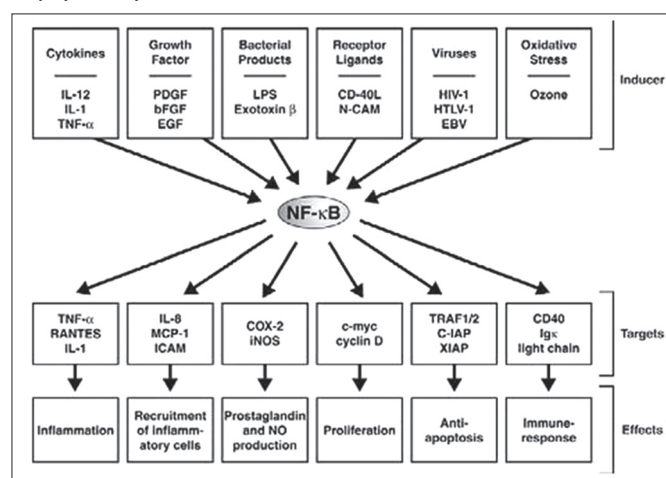 Cytokines
IL-12
IL-1
TNF-α
Growth
Factor
PDGF
bFGF
EGF
Bacterial
Products
LPS
Exotoxin β
Receptor
Ligands
CD-40L
N-CAM
Viruses
HIV-1
HTLV-1
EBV
Oxidative
Stress
Ozone
Inducer
NF-κB
TNF-α
RANTES
IL-1
IL-8
MCP-1
ICAM
COX-2
iNOS
c-myc
cyclin D
TRAF1/2
C-IAP
XIAP
CD40
Igκ
light chain
Targets
Inflammation
Recruitment
of inflamm-
atory cells
Prostaglandin
and NO
production
Proliferation
Anti-
apoptosis
Immune-
response
Effects